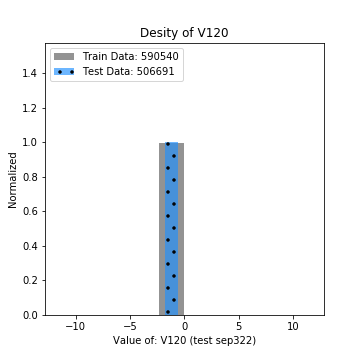 Desity of V120
Train Data: 590540
Test Data: 506691
1.4
1.2
1.0
0.8
0.6
0.4
0.2
0.0
Normalized
−10
−5
0
5
10
Value of: V120 (test sep322)